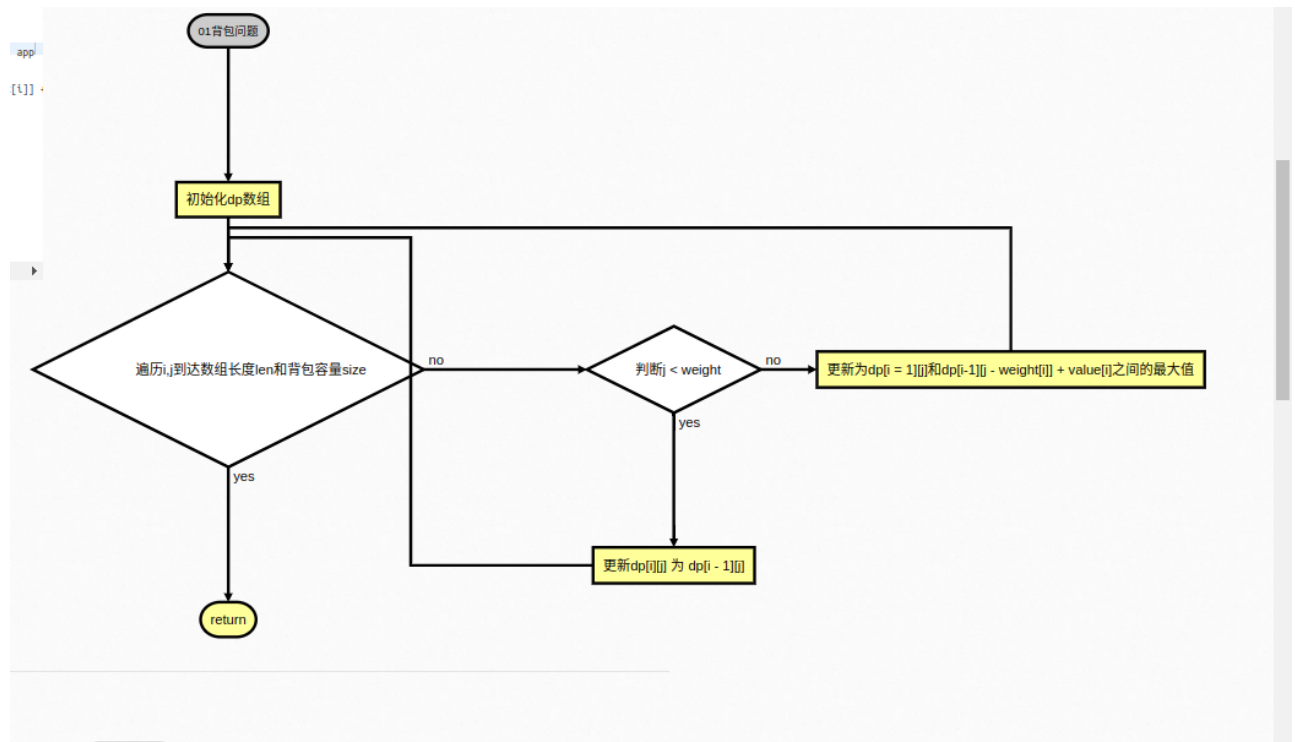 01背包问题
app
[i]] +
初始化dp数组
遍历i,j到达数组长度len和背包容量size
no
判断j < weight
no
更新为dp[i = 1][j]和dp[i-1][j - weight[i]] + value[i]之间的最大值
yes
yes
更新dp[i][j] 为 dp[i - 1][j]
return